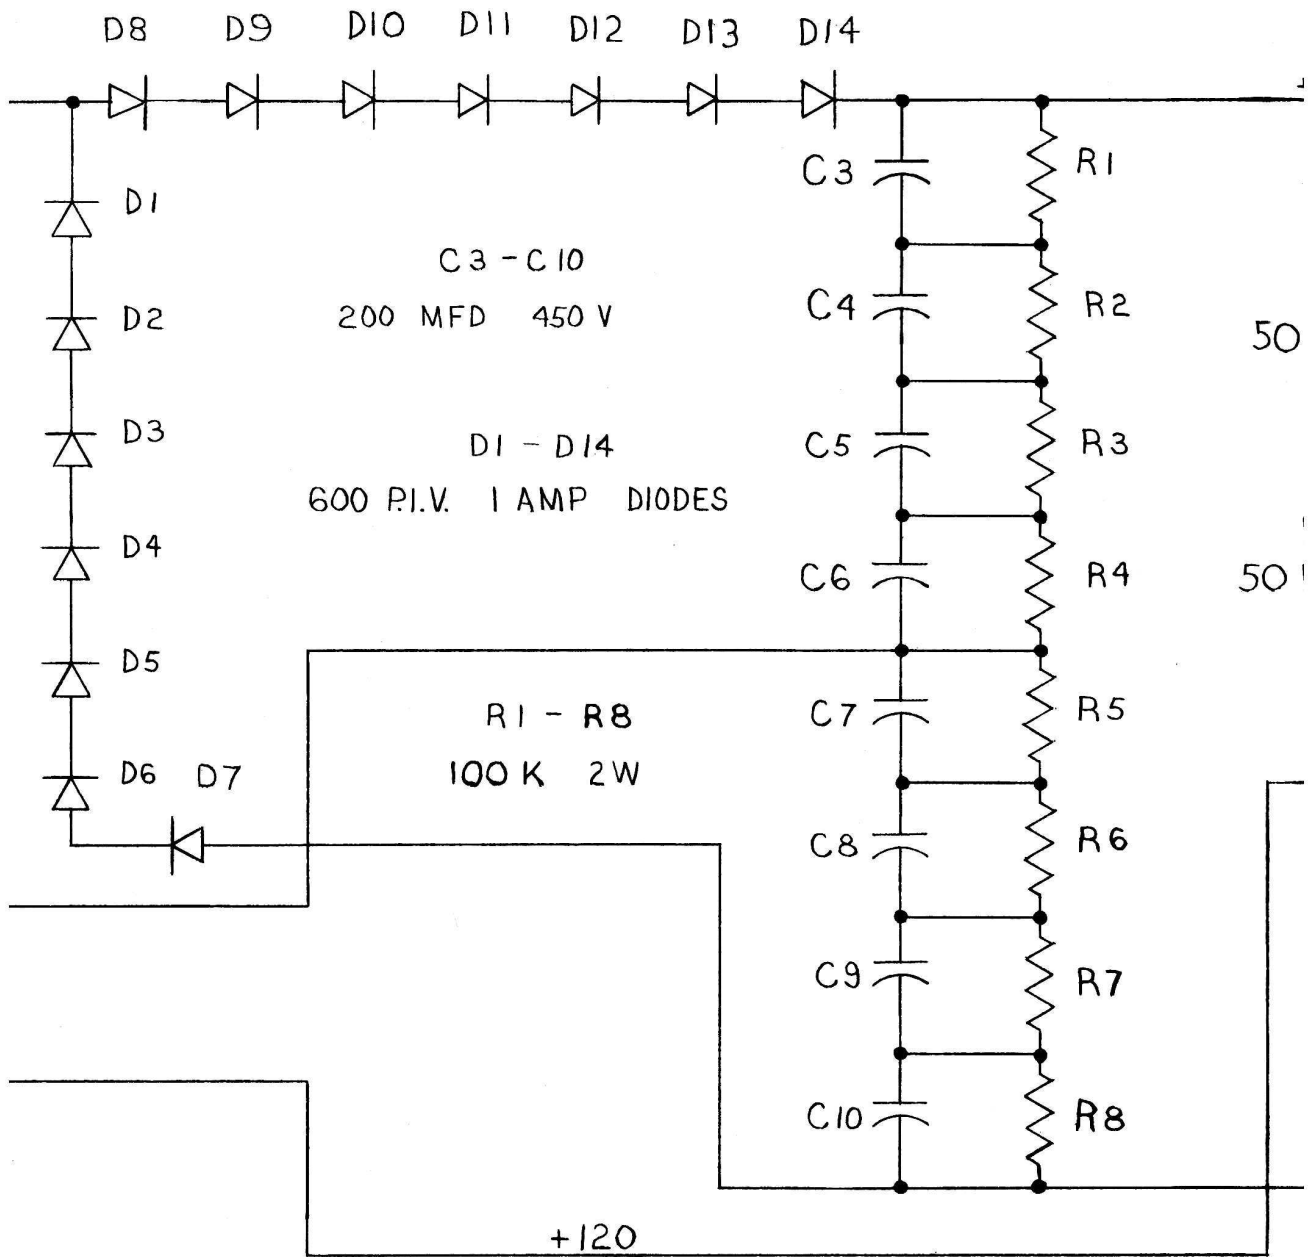 D8 D9 D10 D11 D12 D13 D14
D1
C3 R1
C3 - C10
200 MFD 450 V
D2
C4 R2
50
D3
D1 - D14
600 P.I.V. 1 AMP DIODES
C5 R3
D4
C6 R4
50
D5
R1 - R8
100 K 2W
C7 R5
D6 D7
C8 R6
C9 R7
C10 R8
+120